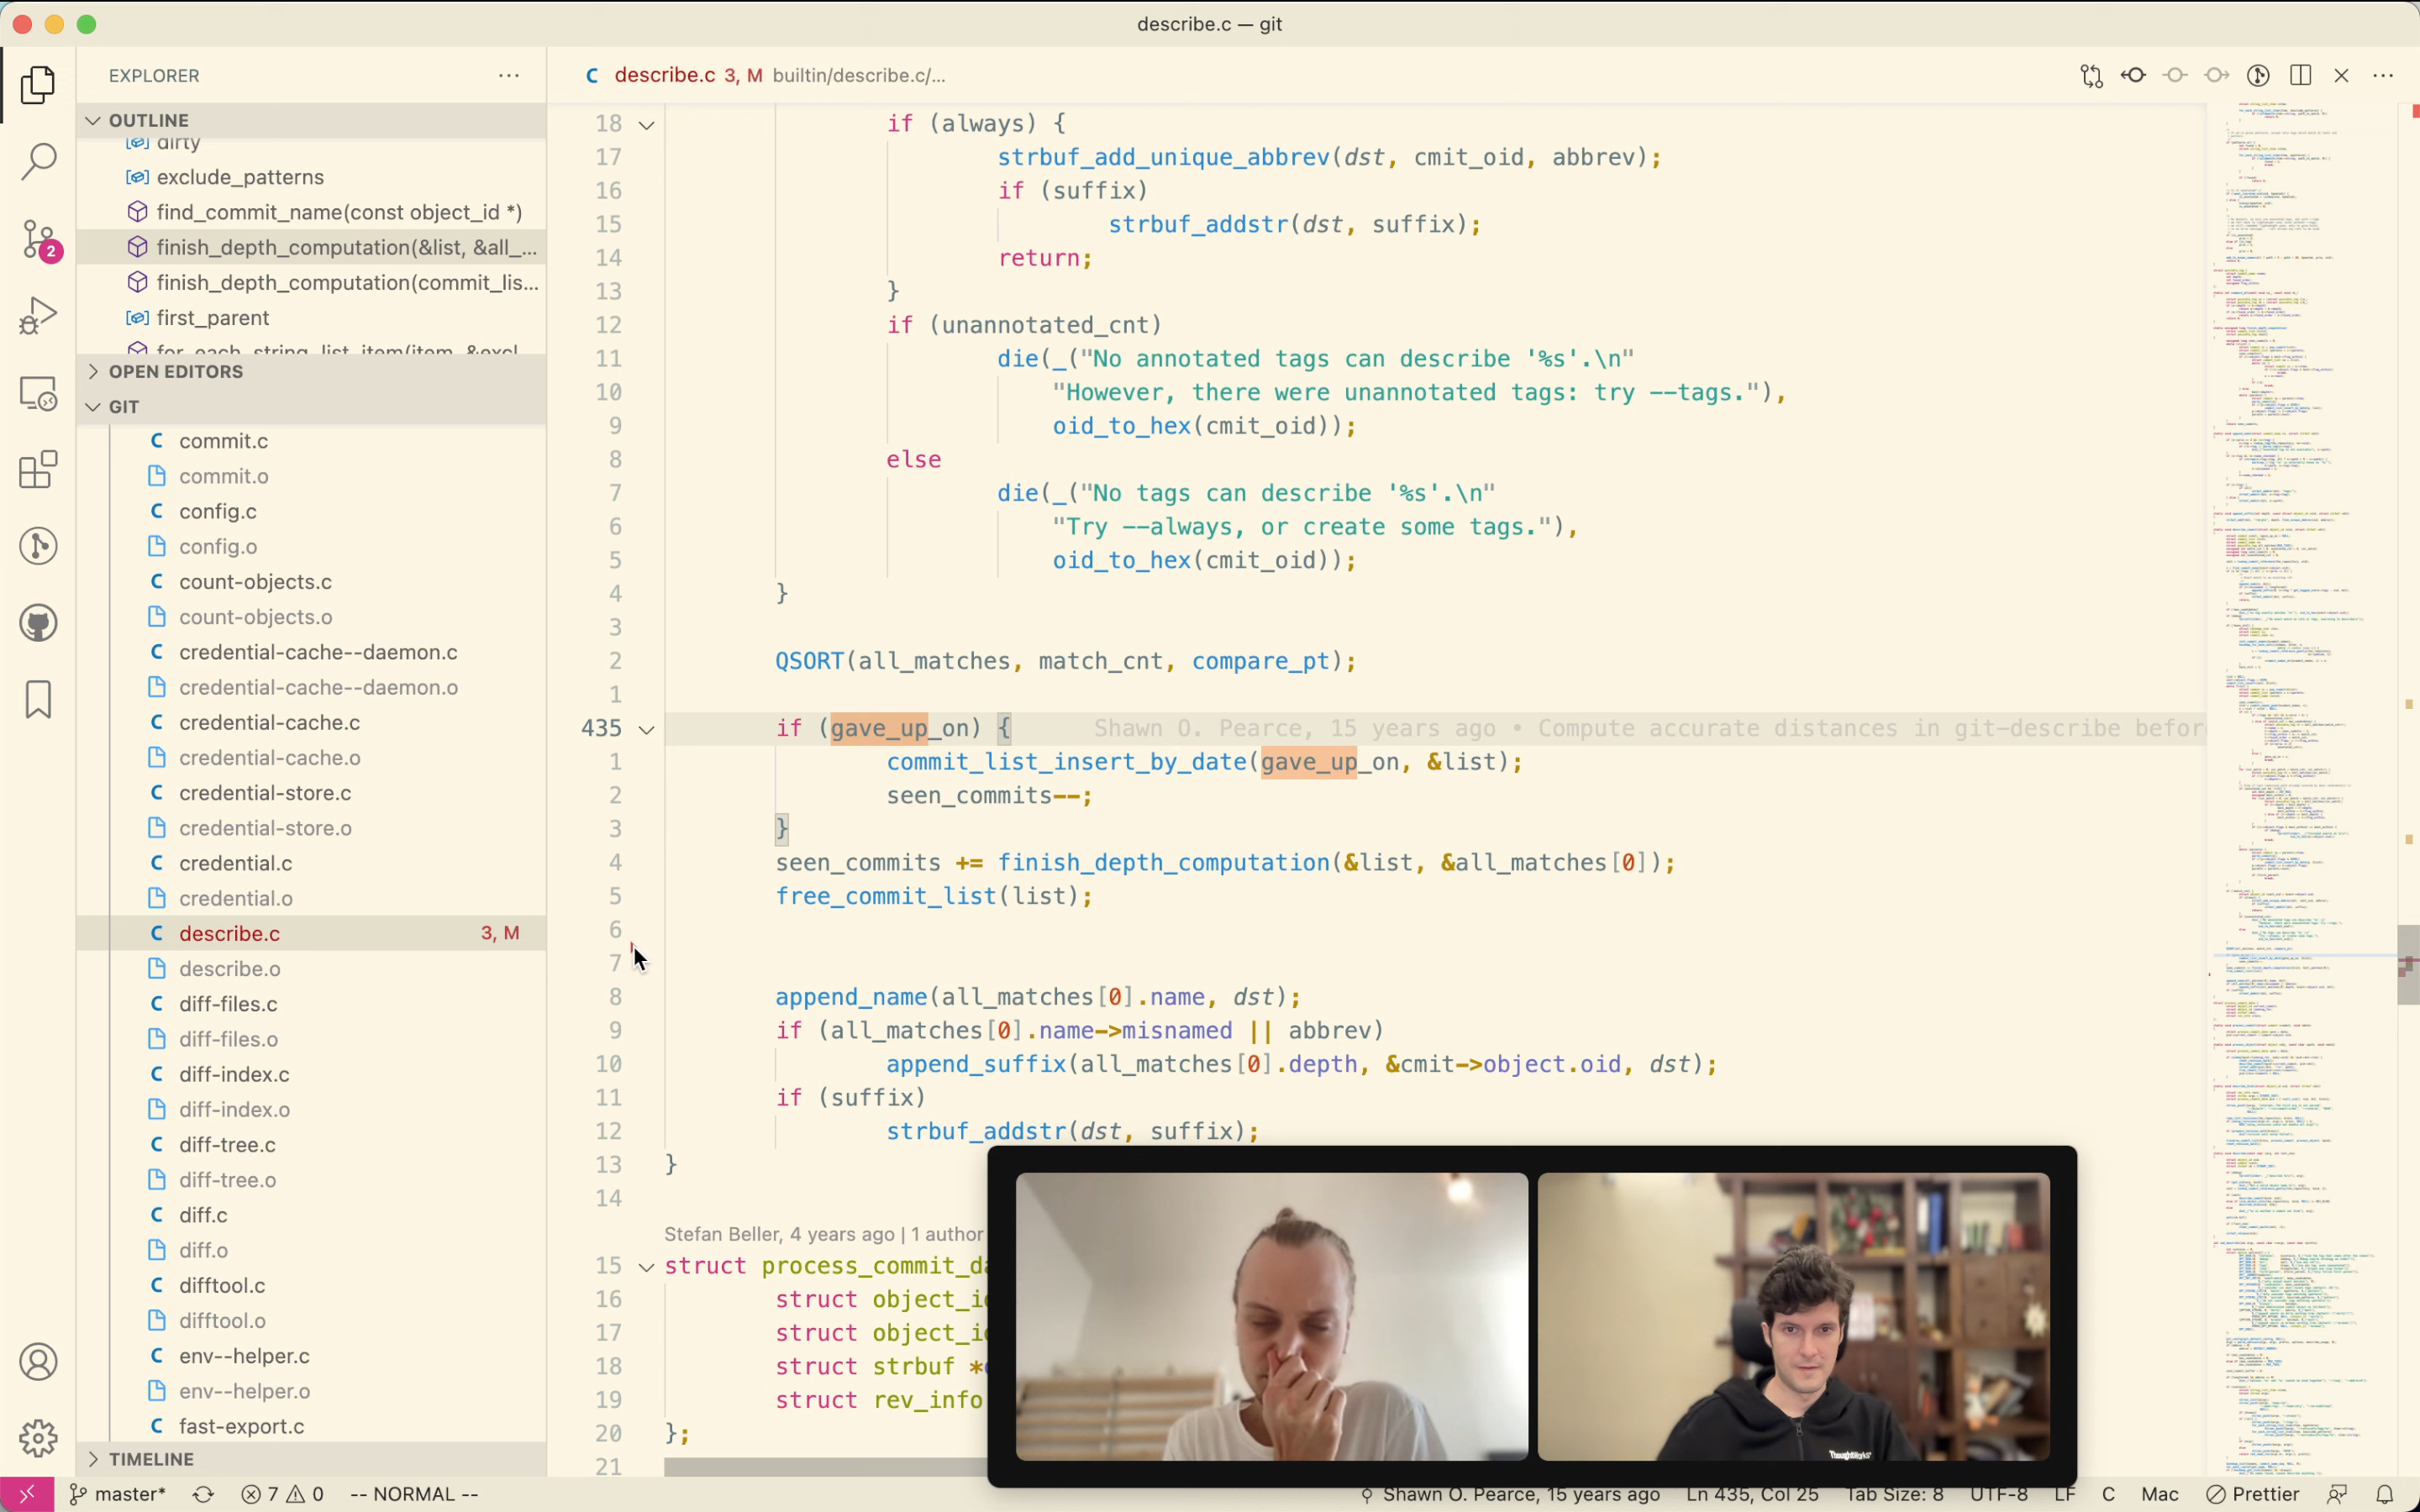 describe.c — git
EXPLORER
describe.c 3, M builtin/describe.c/...
OUTLINE
dirty
exclude_patterns
find_commit_name(const object_id *)
finish_depth_computation(&list, &all_...
finish_depth_computation(commit_lis...
first_parent
for_each_string_list_item(item, &excl...
OPEN EDITORS
GIT
commit.c
commit.o
config.c
config.o
count-objects.c
count-objects.o
credential-cache--daemon.c
credential-cache--daemon.o
credential-cache.c
credential-cache.o
credential-store.c
credential-store.o
credential.c
credential.o
describe.c 3, M
describe.o
diff-files.c
diff-files.o
diff-index.c
diff-index.o
diff-tree.c
diff-tree.o
diff.c
diff.o
difftool.c
difftool.o
env--helper.c
env--helper.o
fast-export.c
TIMELINE
2
18 if (always) {
17 strbuf_add_unique_abbrev(dst, cmit_oid, abbrev);
16 if (suffix)
15 strbuf_addstr(dst, suffix);
14 return;
13 }
12 if (unannotated_cnt)
11 die(_("No annotated tags can describe '%s'.\n"
10 "However, there were unannotated tags: try --tags."),
9 oid_to_hex(cmit_oid));
8 else
7 die(_("No tags can describe '%s'.\n"
6 "Try --always, or create some tags."),
5 oid_to_hex(cmit_oid));
4 }
3
2 QSORT(all_matches, match_cnt, compare_pt);
1
435 if (gave_up_on) { Shawn O. Pearce, 15 years ago • Compute accurate distances in git-describe befor
1 commit_list_insert_by_date(gave_up_on, &list);
2 seen_commits--;
3 }
4 seen_commits += finish_depth_computation(&list, &all_matches[0]);
5 free_commit_list(list);
6
7
8 append_name(all_matches[0].name, dst);
9 if (all_matches[0].name->misnamed || abbrev)
10 append_suffix(all_matches[0].depth, &cmit->object.oid, dst);
11 if (suffix)
12 strbuf_addstr(dst, suffix);
13 }
14
Stefan Beller, 4 years ago | 1 author
15 struct process_commit_da
16 struct object_i
17 struct object_i
18 struct strbuf *
19 struct rev_info
20 };
21
ThoughtWorks
master* 7 0 -- NORMAL -- Shawn O. Pearce, 15 years ago Ln 435, Col 25 Tab Size: 8 UTF-8 LF C Mac Prettier